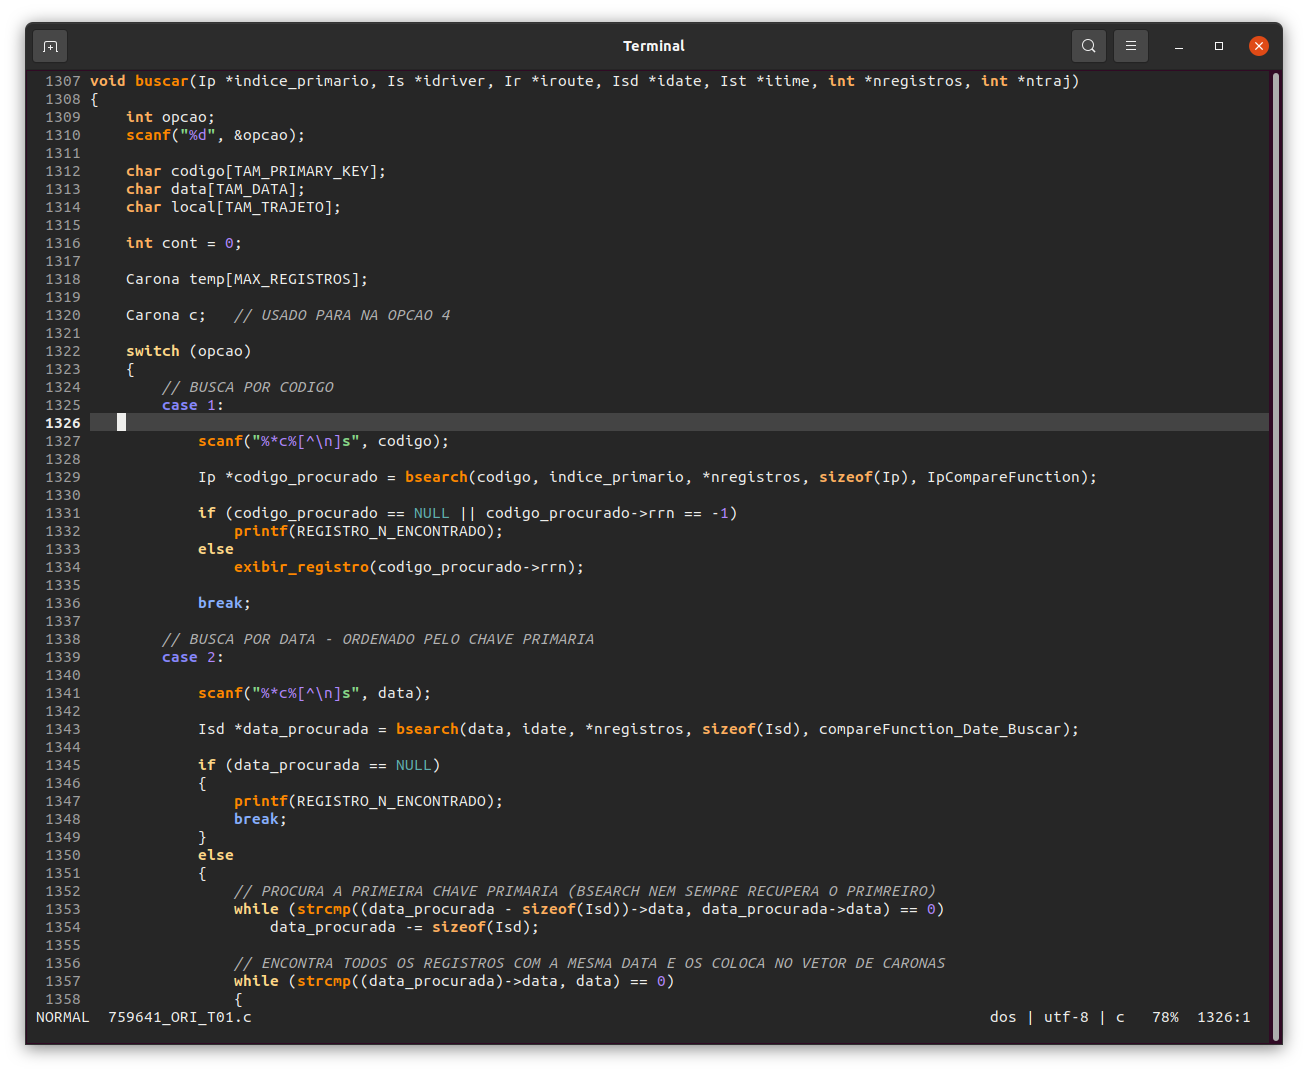 Terminal
1307 void buscar(Ip *indice_primario, Is *idriver, Ir *iroute, Isd *idate, Ist *itime, int *nregistros, int *ntraj)
1308 {
1309     int opcao;
1310     scanf("%d", &opcao);
1311
1312     char codigo[TAM_PRIMARY_KEY];
1313     char data[TAM_DATA];
1314     char local[TAM_TRAJETO];
1315
1316     int cont = 0;
1317
1318     Carona temp[MAX_REGISTROS];
1319
1320     Carona c;   // USADO PARA NA OPCAO 4
1321
1322     switch (opcao)
1323     {
1324         // BUSCA POR CODIGO
1325         case 1:
1326
1327             scanf("%*c%[^\n]s", codigo);
1328
1329             Ip *codigo_procurado = bsearch(codigo, indice_primario, *nregistros, sizeof(Ip), IpCompareFunction);
1330
1331             if (codigo_procurado == NULL || codigo_procurado->rrn == -1)
1332                 printf(REGISTRO_N_ENCONTRADO);
1333             else
1334                 exibir_registro(codigo_procurado->rrn);
1335
1336             break;
1337
1338         // BUSCA POR DATA - ORDENADO PELO CHAVE PRIMARIA
1339         case 2:
1340
1341             scanf("%*c%[^\n]s", data);
1342
1343             Isd *data_procurada = bsearch(data, idate, *nregistros, sizeof(Isd), compareFunction_Date_Buscar);
1344
1345             if (data_procurada == NULL)
1346             {
1347                 printf(REGISTRO_N_ENCONTRADO);
1348                 break;
1349             }
1350             else
1351             {
1352                 // PROCURA A PRIMEIRA CHAVE PRIMARIA (BSEARCH NEM SEMPRE RECUPERA O PRIMREIRO)
1353                 while (strcmp((data_procurada - sizeof(Isd))->data, data_procurada->data) == 0)
1354                     data_procurada -= sizeof(Isd);
1355
1356                 // ENCONTRA TODOS OS REGISTROS COM A MESMA DATA E OS COLOCA NO VETOR DE CARONAS
1357                 while (strcmp((data_procurada)->data, data) == 0)
1358                 {
NORMAL  759641_ORI_T01.c   dos | utf-8 | c   78%  1326:1